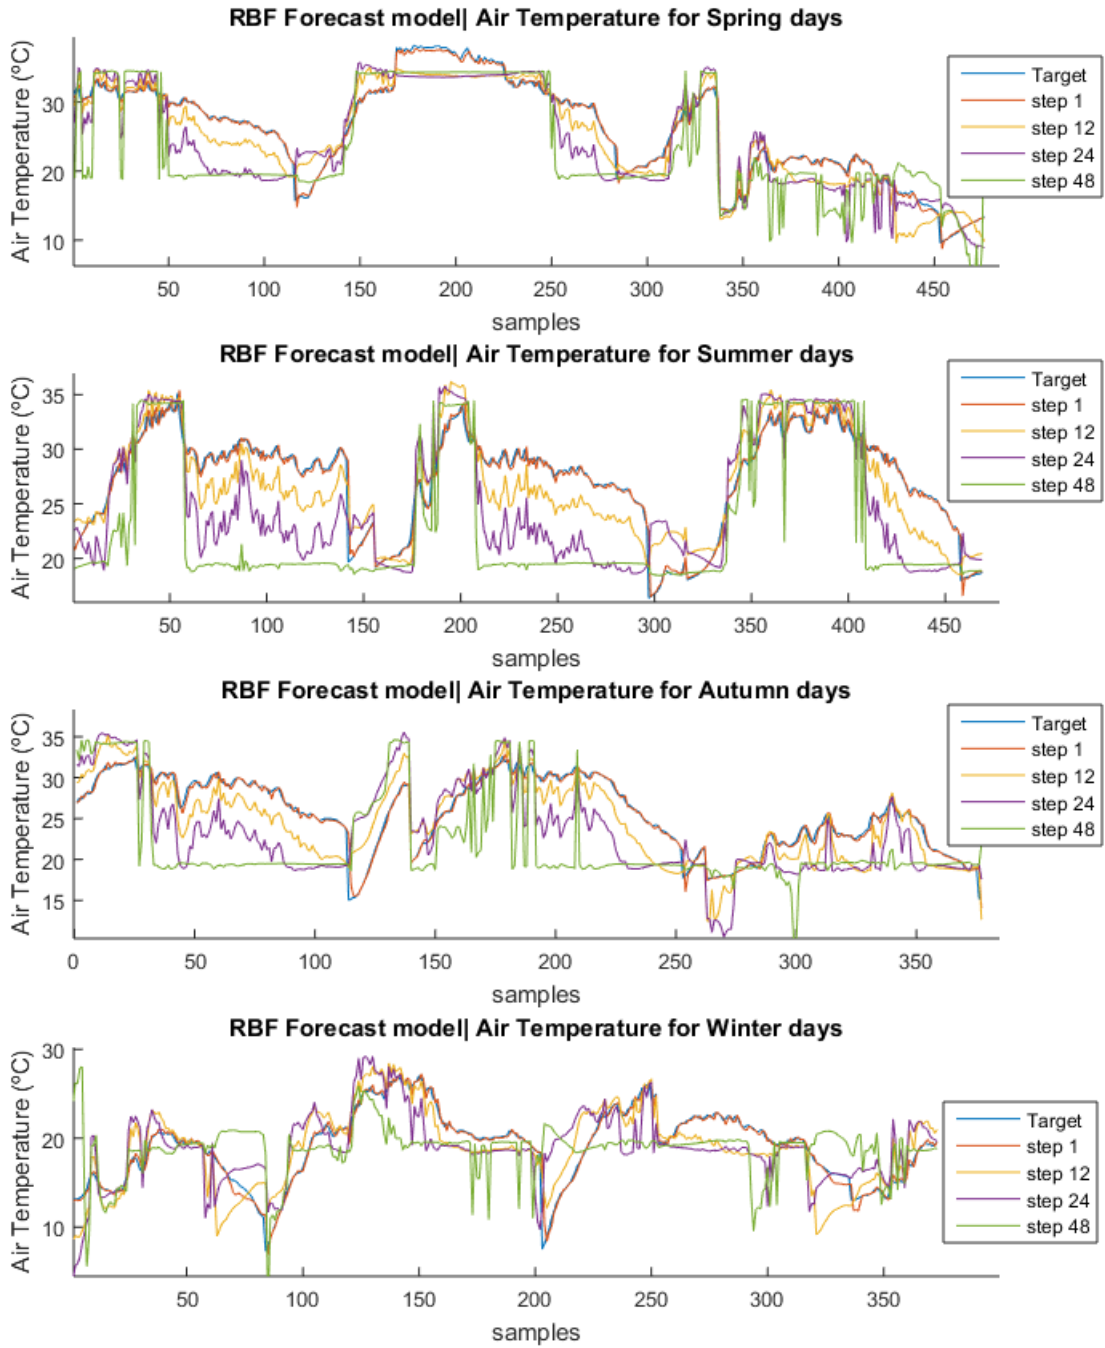 RBF Forecast model| Air Temperature for Spring days
Air Temperature (ºC)
30
20
10
50 100 150 200 250 300 350 400 450
samples
Target
step 1
step 12
step 24
step 48
RBF Forecast model| Air Temperature for Summer days
Air Temperature (ºC)
35
30
25
20
50 100 150 200 250 300 350 400 450
samples
Target
step 1
step 12
step 24
step 48
RBF Forecast model| Air Temperature for Autumn days
Air Temperature (ºC)
35
30
25
20
15
0 50 100 150 200 250 300 350
samples
Target
step 1
step 12
step 24
step 48
RBF Forecast model| Air Temperature for Winter days
Air Temperature (ºC)
30
20
10
50 100 150 200 250 300 350
samples
Target
step 1
step 12
step 24
step 48